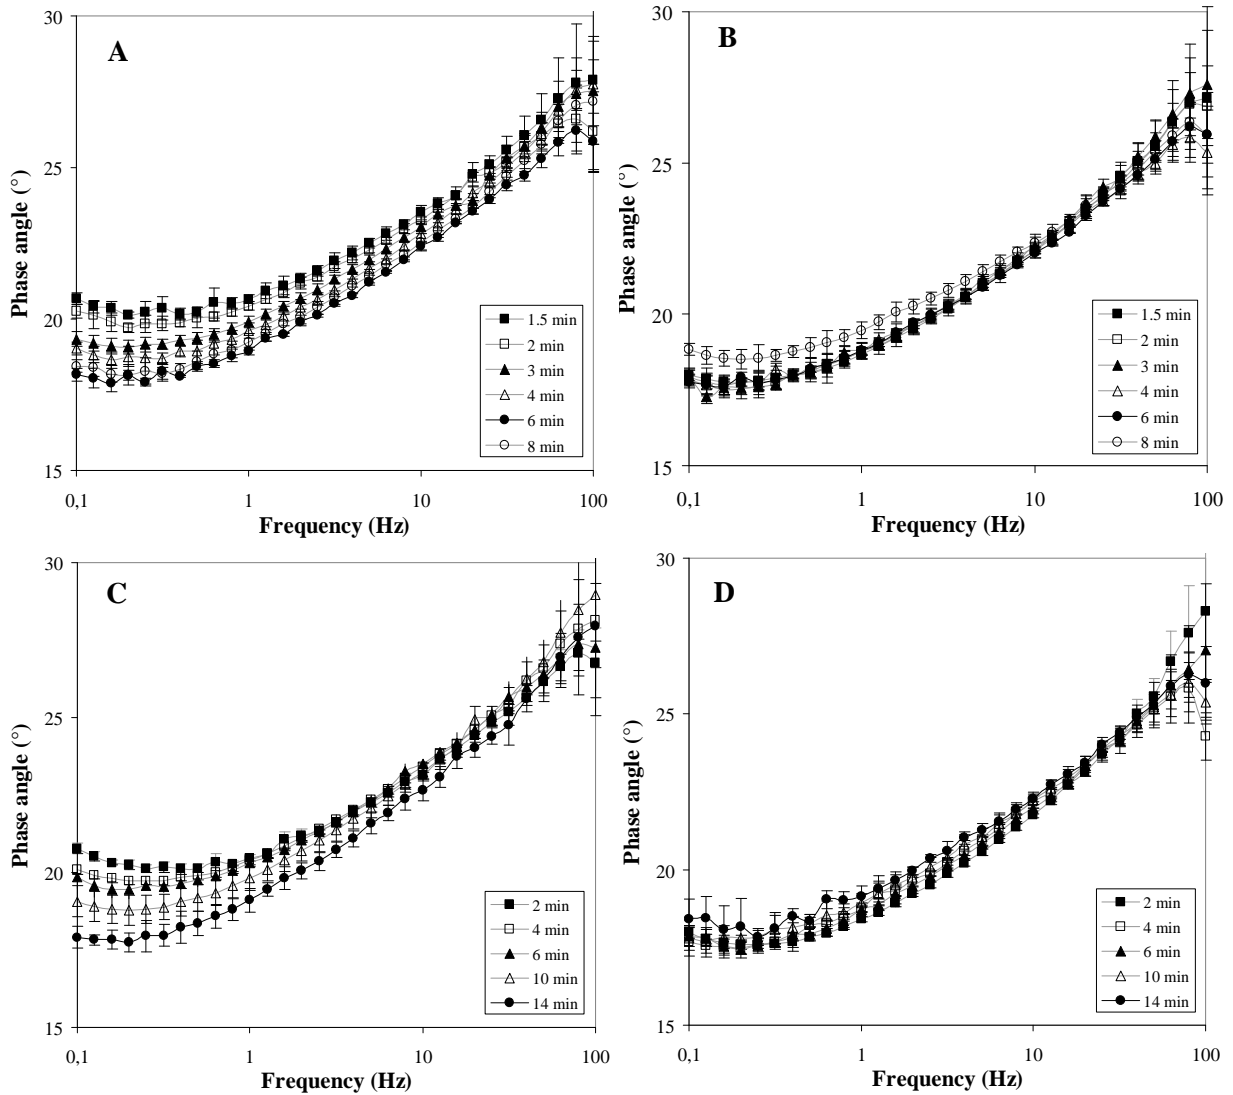 A
30
25
20
15
Phase angle (°)
0,1 1 10 100
Frequency (Hz)
1.5 min
2 min
3 min
4 min
6 min
8 min
B
30
25
20
15
Phase angle (°)
0,1 1 10 100
Frequency (Hz)
1.5 min
2 min
3 min
4 min
6 min
8 min
C
30
25
20
15
Phase angle (°)
0,1 1 10 100
Frequency (Hz)
2 min
4 min
6 min
10 min
14 min
D
30
25
20
15
Phase angle (°)
0,1 1 10 100
Frequency (Hz)
2 min
4 min
6 min
10 min
14 min